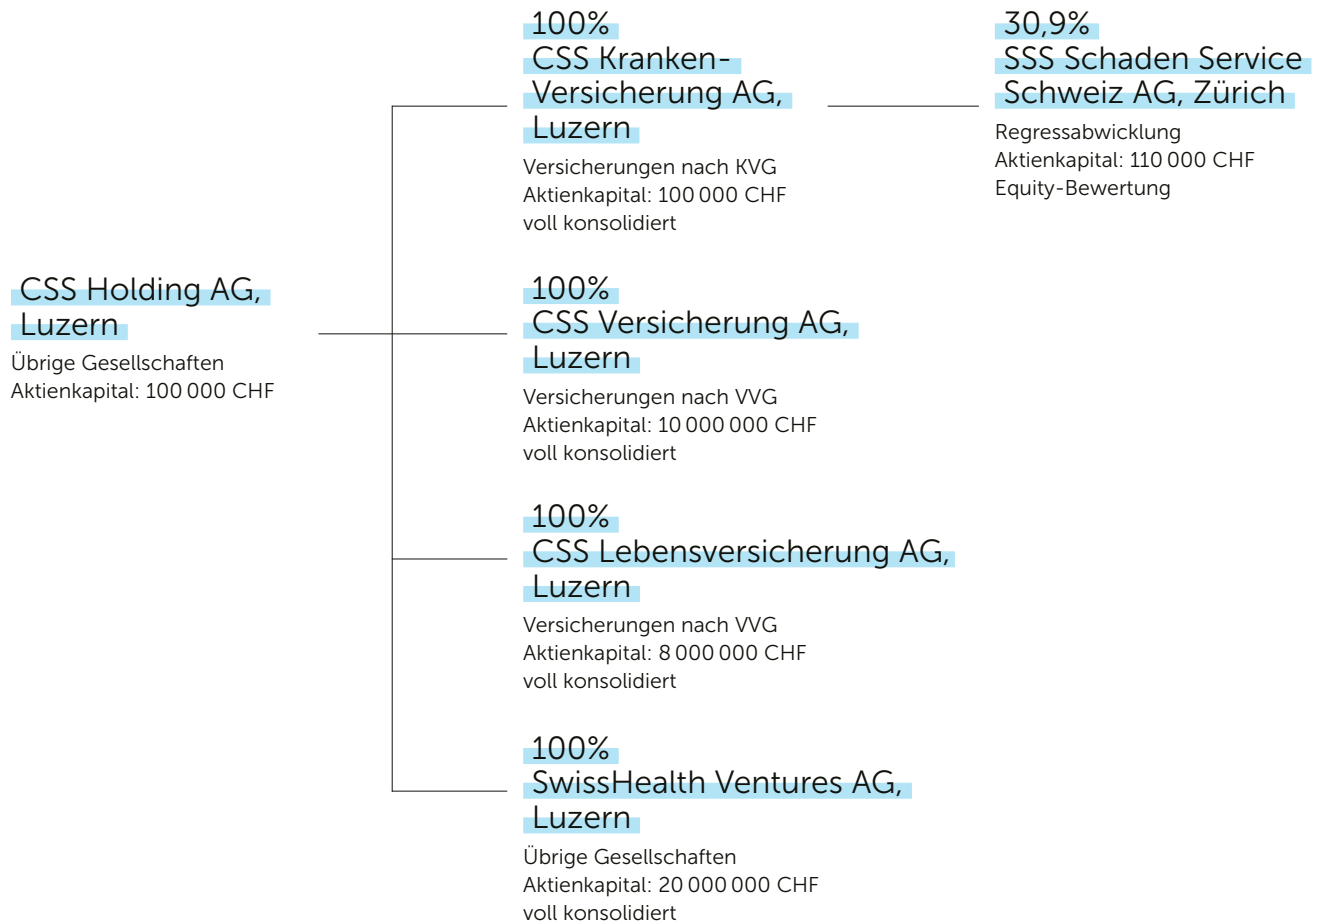 CSS Holding AG,
Luzern
Übrige Gesellschaften
Aktienkapital: 100 000 CHF
100%
CSS Kranken-
Versicherung AG,
Luzern
Versicherungen nach KVG
Aktienkapital: 100 000 CHF
voll konsolidiert
30,9%
SSS Schaden Service
Schweiz AG, Zürich
Regressabwicklung
Aktienkapital: 110 000 CHF
Equity-Bewertung
100%
CSS Versicherung AG,
Luzern
Versicherungen nach VVG
Aktienkapital: 10 000 000 CHF
voll konsolidiert
100%
CSS Lebensversicherung AG,
Luzern
Versicherungen nach VVG
Aktienkapital: 8 000 000 CHF
voll konsolidiert
100%
SwissHealth Ventures AG,
Luzern
Übrige Gesellschaften
Aktienkapital: 20 000 000 CHF
voll konsolidiert